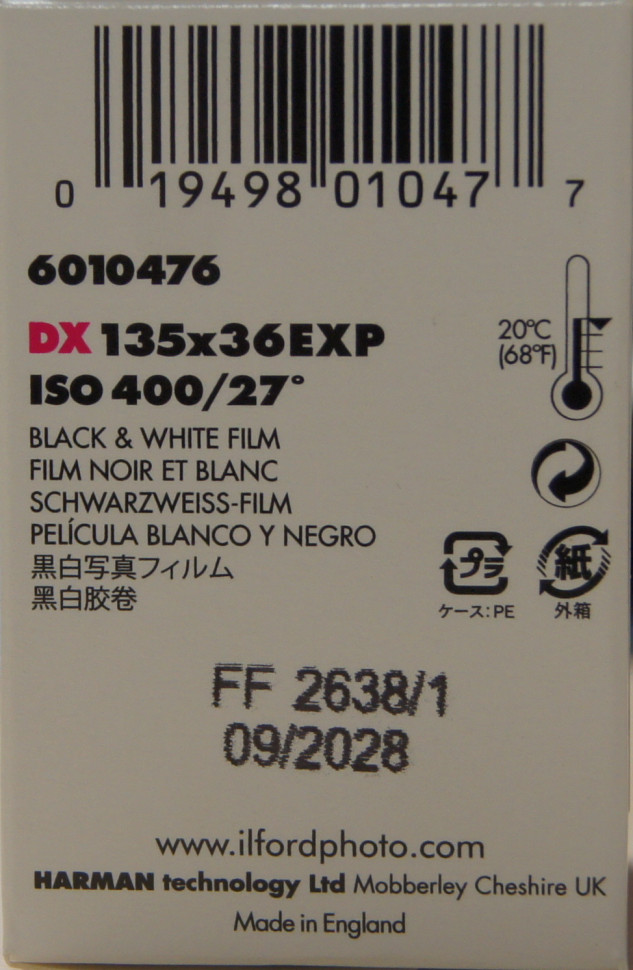 0 19498 01047 7
6010476
DX 135x36EXP
ISO 400/27°
20°C
(68°F)
BLACK & WHITE FILM
FILM NOIR ET BLANC
SCHWARZWEISS-FILM
PELÍCULA BLANCO Y NEGRO
黒白写真フィルム
黑白胶卷
プラ
紙
ケース:PE
外箱
FF 2638/1
09/2028
www.ilfordphoto.com
HARMAN technology Ltd Mobberley Cheshire UK
Made in England